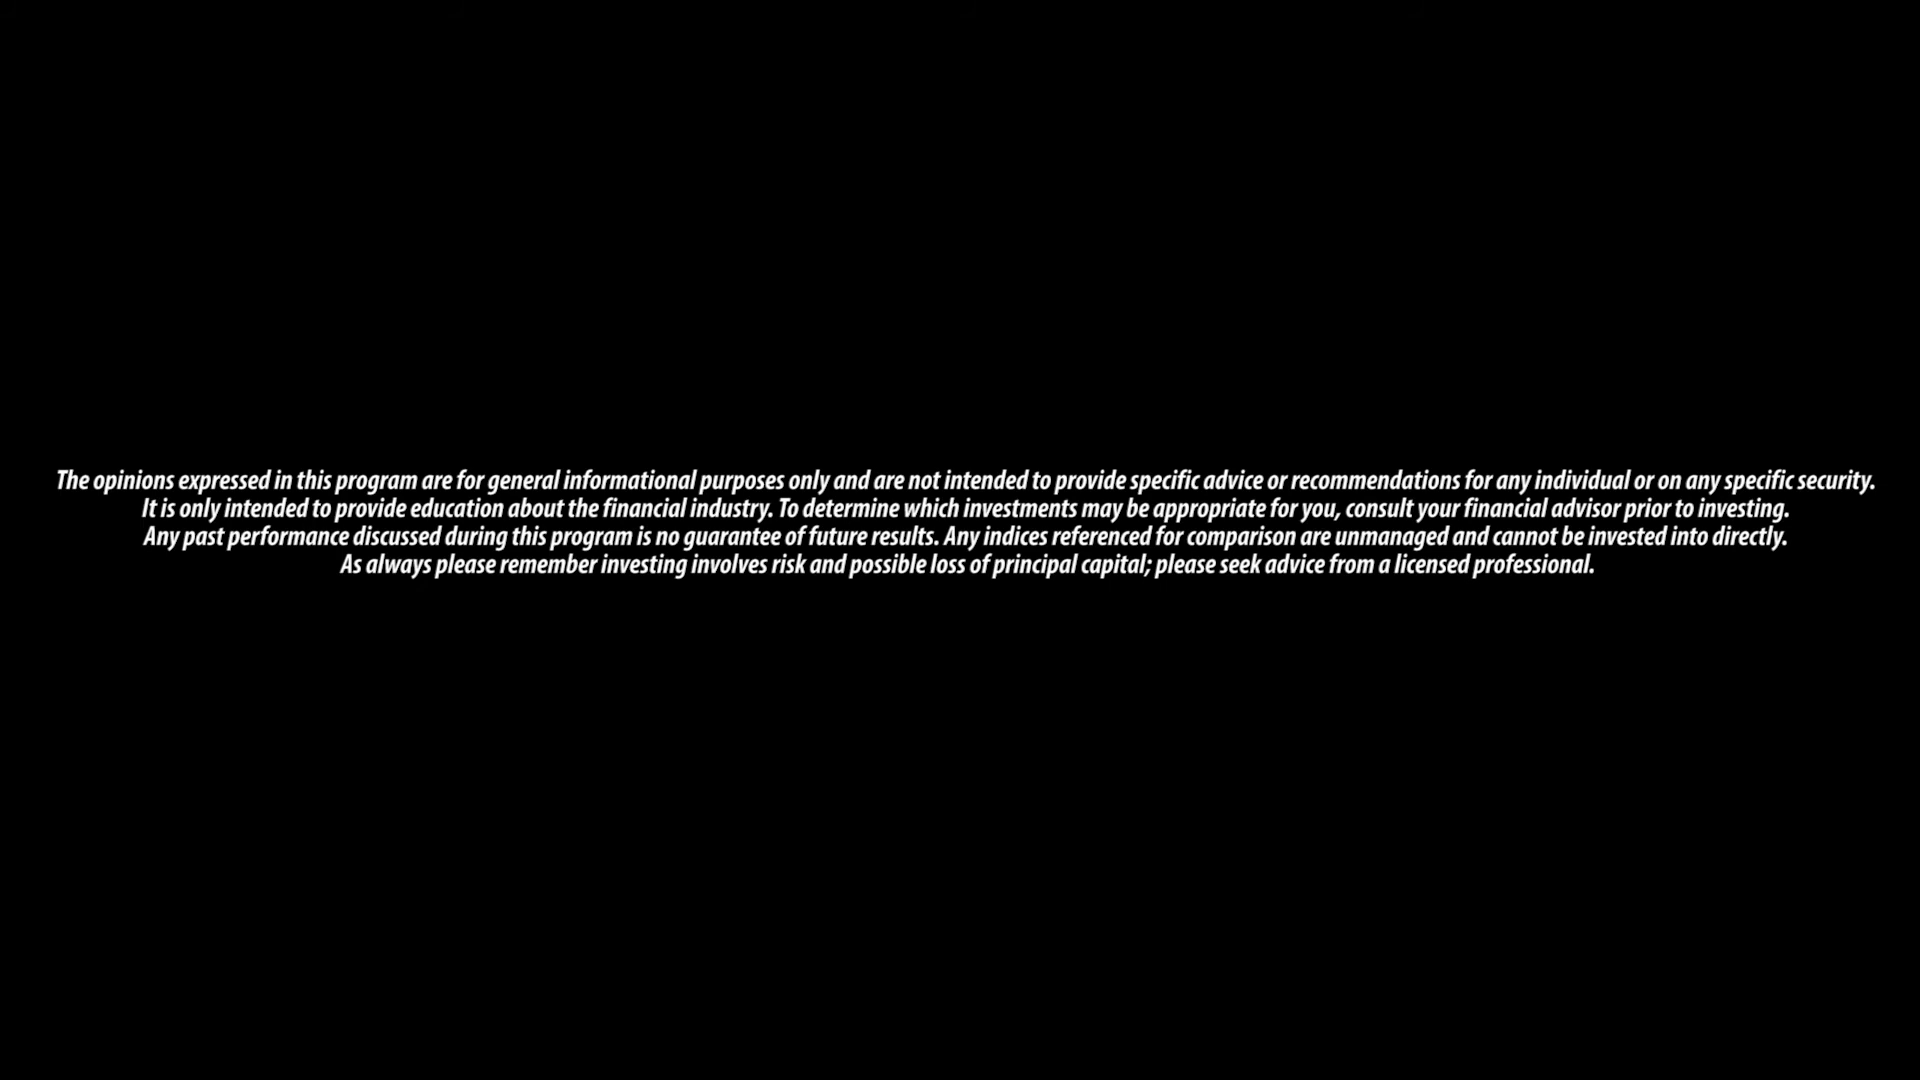 The opinions expressed in this program are for general informational purposes only and are not intended to provide specific advice or recommendations for any individual or on any specific security.
It is only intended to provide education about the financial industry. To determine which investments may be appropriate for you, consult your financial advisor prior to investing.
Any past performance discussed during this program is no guarantee of future results. Any indices referenced for comparison are unmanaged and cannot be invested into directly.
As always please remember investing involves risk and possible loss of principal capital; please seek advice from a licensed professional.